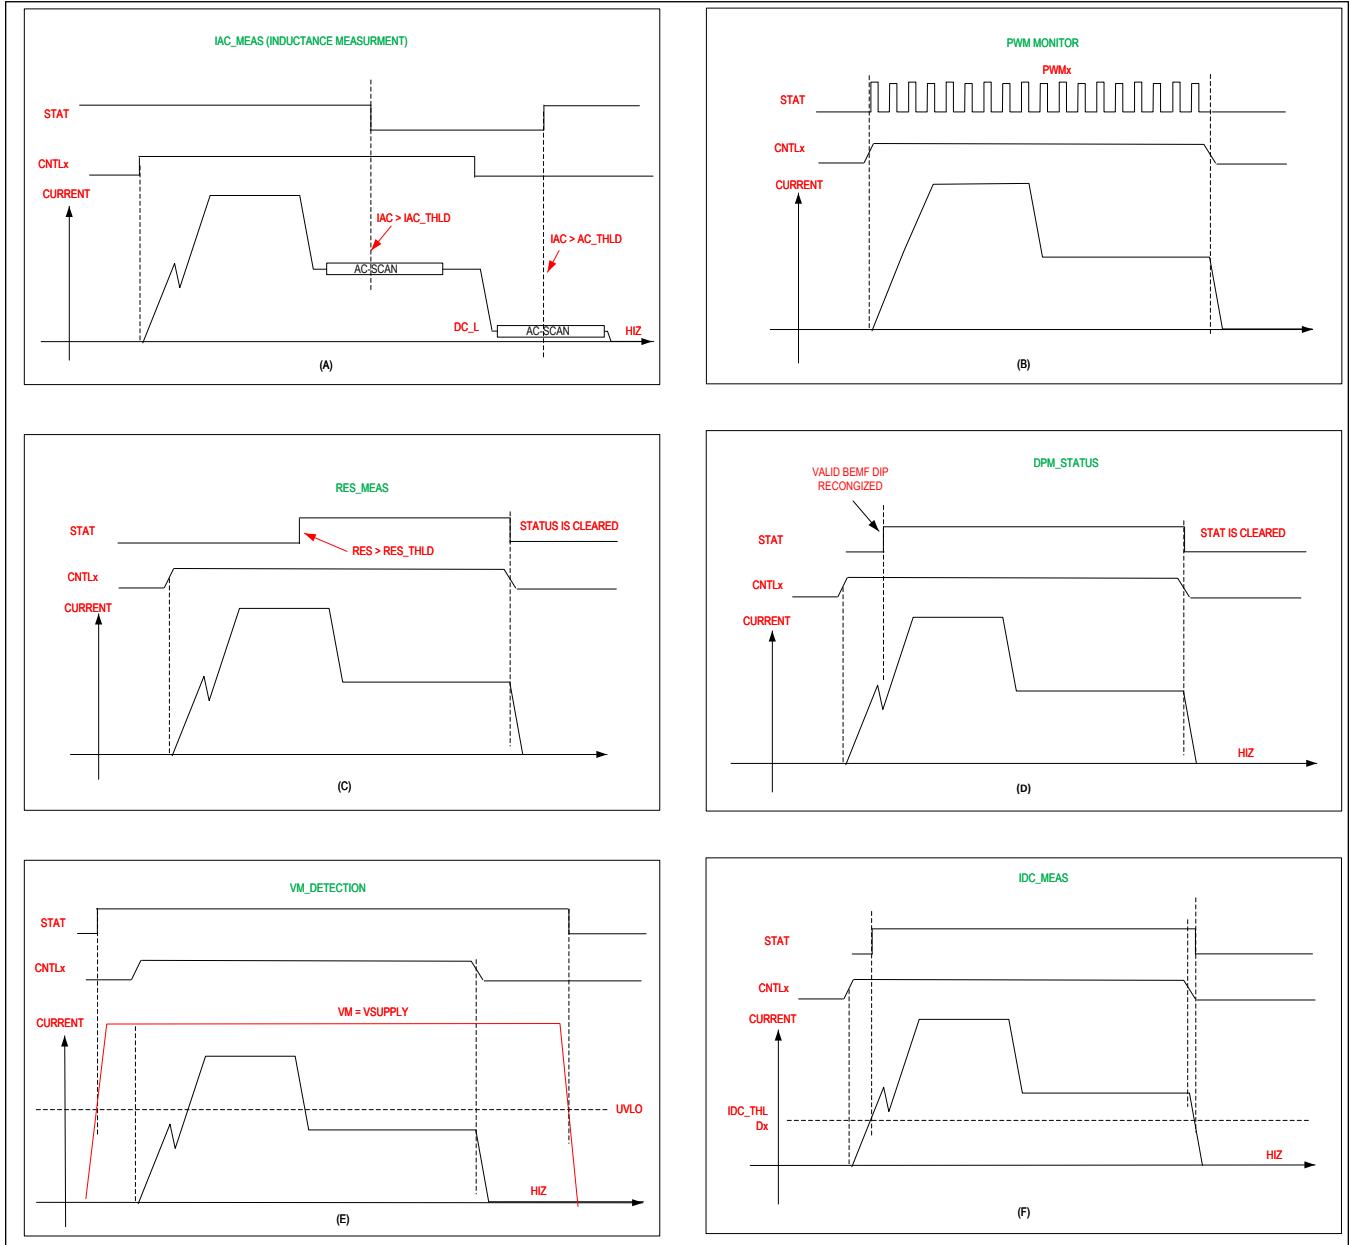 IAC_MEAS (INDUCTANCE MEASURMENT)
STAT
CNTLx
CURRENT
IAC > IAC_THLD
IAC > AC_THLD
AC-SCAN
DC_L
AC-SCAN
HIZ
(A)
PWM MONITOR
PWMx
STAT
CNTLx
CURRENT
(B)
RES_MEAS
STAT
STATUS IS CLEARED
RES > RES_THLD
CNTLx
CURRENT
(C)
DPM_STATUS
VALID BEMF DIP
RECONGIZED
STAT
STAT IS CLEARED
CNTLx
CURRENT
HIZ
(D)
VM_DETECTION
STAT
CNTLx
CURRENT
VM = VSUPPLY
UVLO
HIZ
(E)
IDC_MEAS
STAT
CNTLx
CURRENT
IDC_THL
Dx
HIZ
(F)